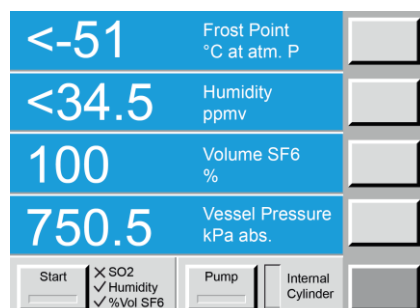 <-51
Frost Point
°C at atm. P
<34.5
Humidity
ppmv
100
Volume SF6
%
750.5
Vessel Pressure
kPa abs.
Start
✕ SO2
✓ Humidity
✓ %Vol SF6
Pump
Internal
Cylinder